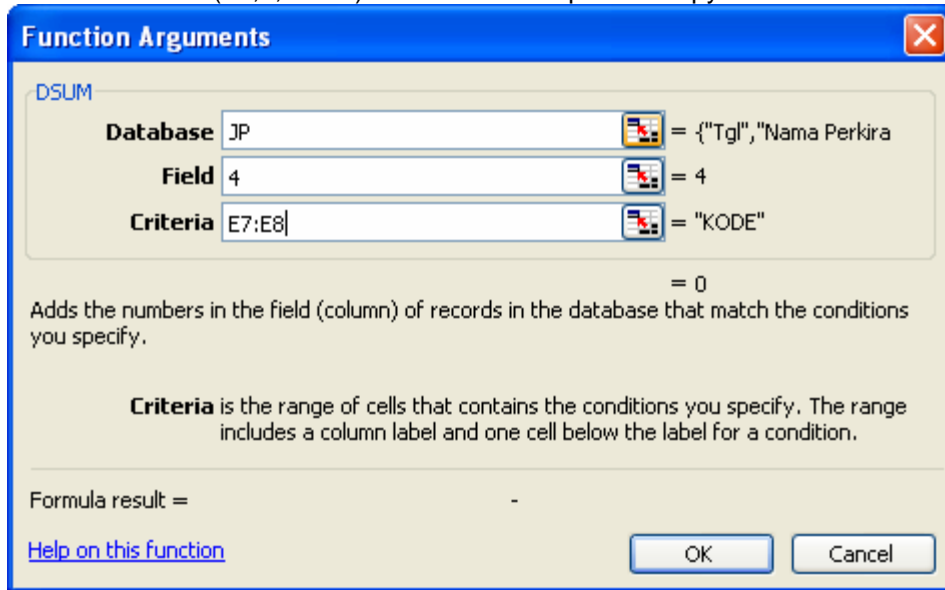 Function Arguments
DSUM
Database JP = {"Tgl","Nama Perkira
Field 4 = 4
Criteria E7:E8 = "KODE"
= 0
Adds the numbers in the field (column) of records in the database that match the conditions
you specify.
Criteria is the range of cells that contains the conditions you specify. The range
includes a column label and one cell below the label for a condition.
Formula result = -
Help on this function OK Cancel